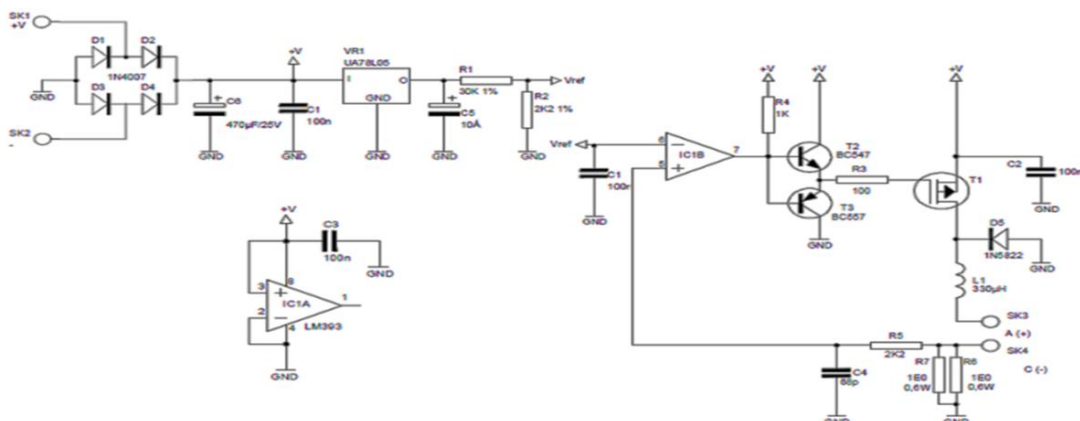 SK1
+V
D1
D2
1N4007
GND
D3
D4
SK2
-
C6
470µF/25V
GND
+V
C1
100n
GND
VR1
UA78L05
I
O
GND
GND
C5
10Å
GND
R1
30K 1%
Vref
R2
2K2 1%
GND
Vref
C1
100n
GND
6
5
IC1B
7
+V
R4
1K
+V
T2
BC547
T3
BC557
GND
R3
100
+V
T1
C2
100n
GND
D5
1N5822
GND
L1
330µH
SK3
A (+)
SK4
C (-)
R5
2K2
C4
68p
GND
R7
1E0
0,6W
R6
1E0
0,6W
GND
+V
C3
100n
GND
3
2
8
IC1A
1
4
LM393
GND